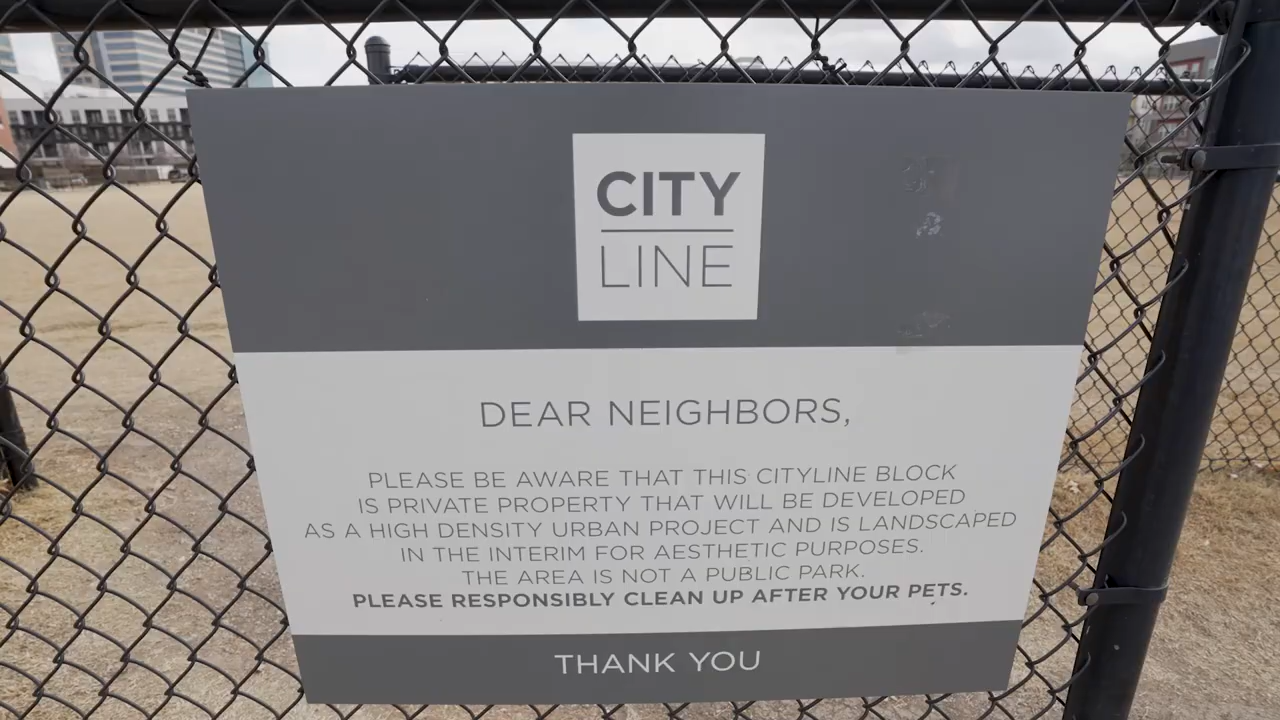 CITY
LINE
DEAR NEIGHBORS,
PLEASE BE AWARE THAT THIS CITYLINE BLOCK
IS PRIVATE PROPERTY THAT WILL BE DEVELOPED
AS A HIGH DENSITY URBAN PROJECT AND IS LANDSCAPED
IN THE INTERIM FOR AESTHETIC PURPOSES.
THE AREA IS NOT A PUBLIC PARK.
PLEASE RESPONSIBLY CLEAN UP AFTER YOUR PETS.
THANK YOU